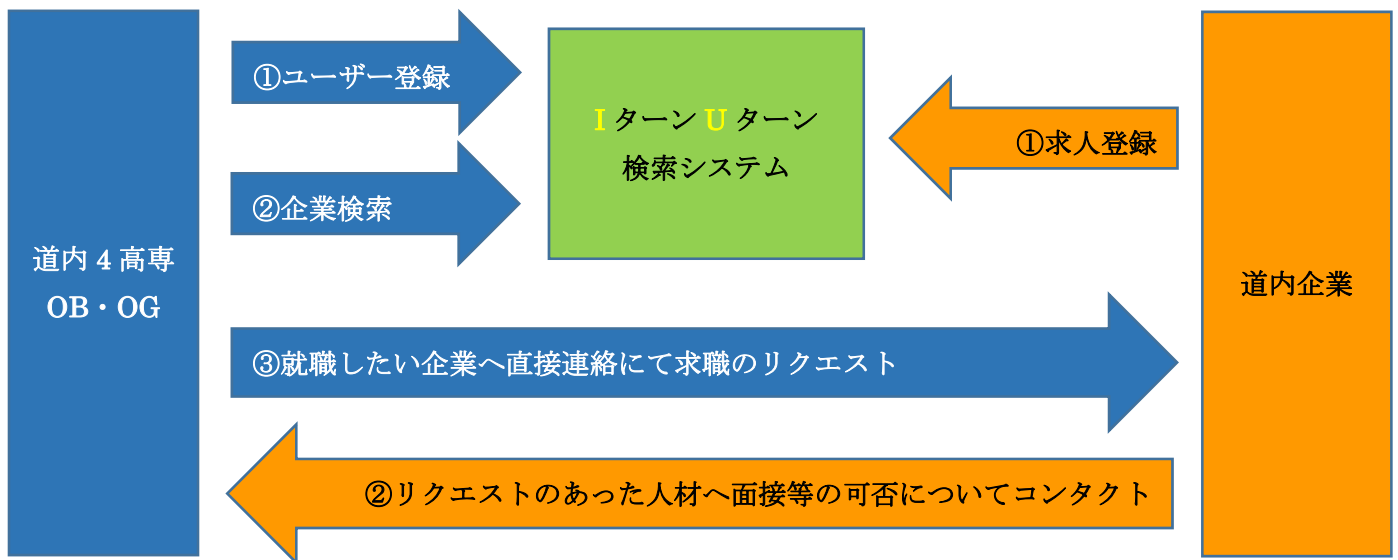 道内 4 高専
OB・OG
①ユーザー登録
②企業検索
I ターン U ターン
検索システム
①求人登録
道内企業
③就職したい企業へ直接連絡にて求職のリクエスト
②リクエストのあった人材へ面接等の可否についてコンタクト